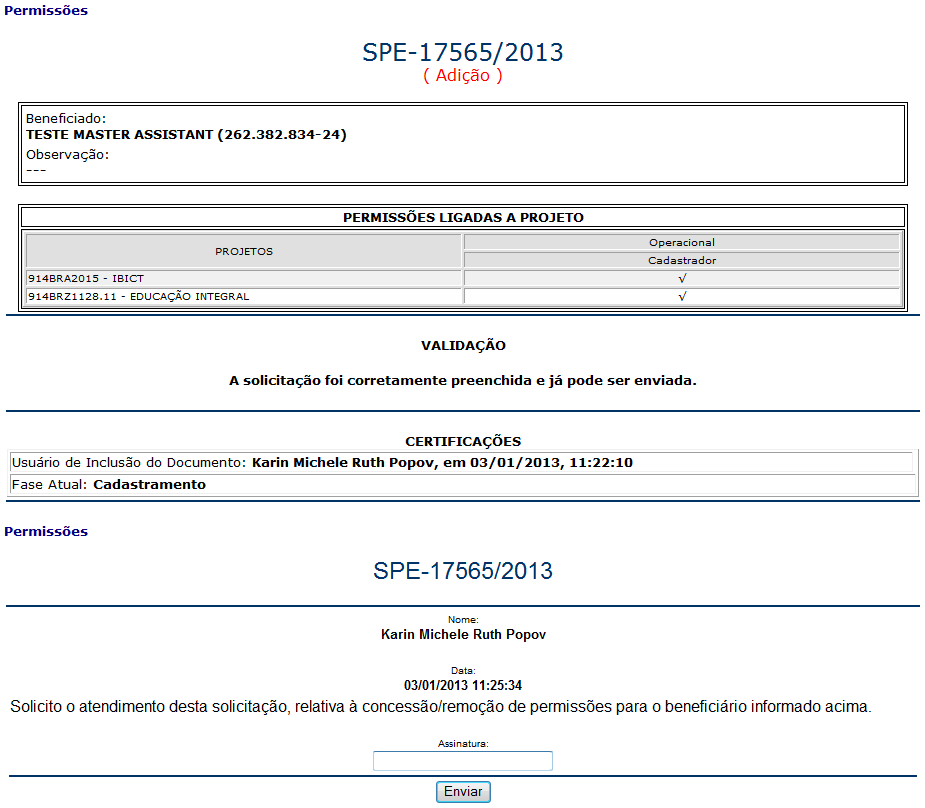 Permissões
SPE-17565/2013
( Adição )
Beneficiado:
TESTE MASTER ASSISTANT (262.382.834-24)
Observação:
---
PERMISSÕES LIGADAS A PROJETO
PROJETOS
Operacional
Cadastrador
914BRA2015 - IBICT √
914BRZ1128.11 - EDUCAÇÃO INTEGRAL √
VALIDAÇÃO
A solicitação foi corretamente preenchida e já pode ser enviada.
CERTIFICAÇÕES
Usuário de Inclusão do Documento: Karin Michele Ruth Popov, em 03/01/2013, 11:22:10
Fase Atual: Cadastramento
Permissões
SPE-17565/2013
Nome:
Karin Michele Ruth Popov
Data:
03/01/2013 11:25:34
Solicito o atendimento desta solicitação, relativa à concessão/remoção de permissões para o beneficiário informado acima.
Assinatura:
Enviar